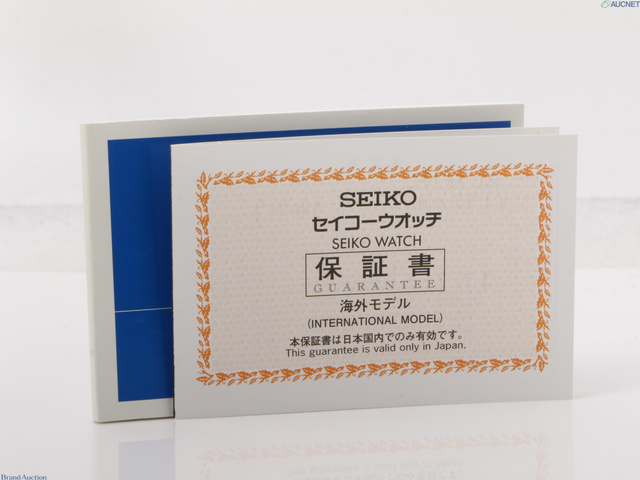 AUCNET
SEIKO
セイコーウオッチ
SEIKO WATCH
保証書
GUARANTEE
海外モデル
(INTERNATIONAL MODEL)
本保証書は日本国内でのみ有効です。
This guarantee is valid only in Japan.
Brand Auction